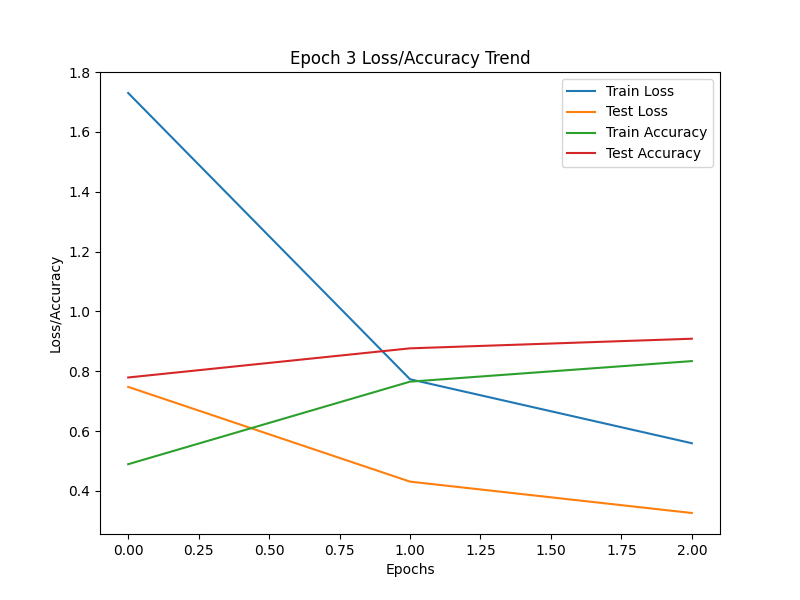 Epoch 3 Loss/Accuracy Trend
1.8
1.6
1.4
1.2
1.0
0.8
0.6
0.4
Loss/Accuracy
Train Loss
Test Loss
Train Accuracy
Test Accuracy
0.00 0.25 0.50 0.75 1.00 1.25 1.50 1.75 2.00
Epochs